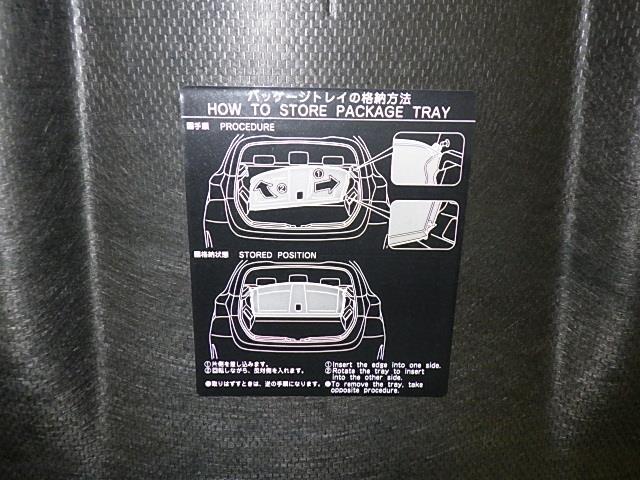 パッケージトレイの格納方法
HOW TO STORE PACKAGE TRAY
■手順 PROCEDURE
①
②
■格納状態 STORED POSITION
①片側を差し込みます。
②回転しながら、反対側を入れます。
●取りはずすときは、逆の手順になります。
①Insert the edge into one side.
②Rotate the tray to insert
into the other side.
●To remove the tray, take
opposite procedure.